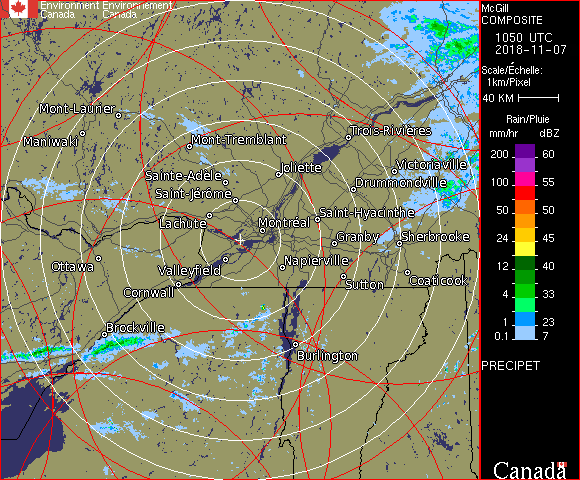 Environment Environnement
Canada Canada
McGill
COMPOSITE
1050 UTC
2018-11-07
Scale/Échelle:
1km/Pixel
40 KM
Rain/Pluie
mm/hr dBZ
200 60
150 57
100 55
50 50
24 45
12 40
4 33
1 23
0.1 7
PRECIPET
Canada
Mont-Laurier
Maniwaki
Mont-Tremblant
Trois-Rivières
Joliette
Victoriaville
Sainte-Adèle
Drummondville
Saint-Jérôme
Saint-Hyacinthe
Lachute
Montréal
Granby
Sherbrooke
Ottawa
Valleyfield
Napierville
Sutton
Coaticook
Cornwall
Brockville
Burlington